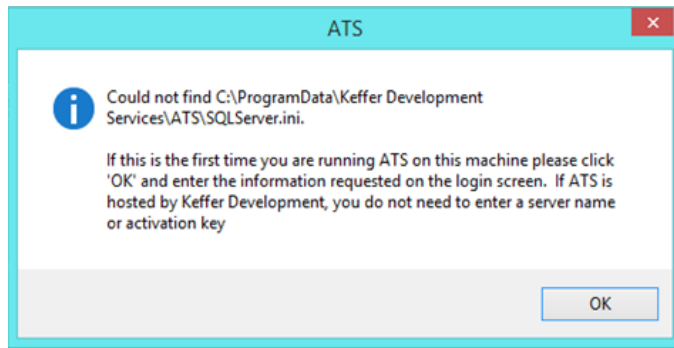 ATS
Could not find C:\ProgramData\Keffer Development
Services\ATS\SQLServer.ini.
If this is the first time you are running ATS on this machine please click
'OK' and enter the information requested on the login screen.  If ATS is
hosted by Keffer Development, you do not need to enter a server name
or activation key
OK